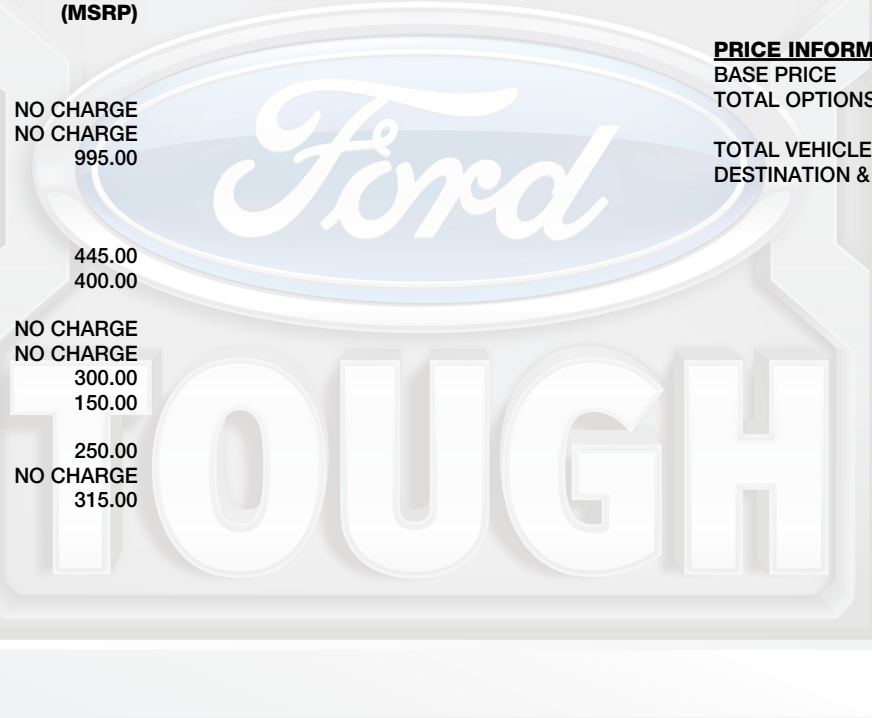 (MSRP)
NO CHARGE
NO CHARGE
995.00
445.00
400.00
NO CHARGE
NO CHARGE
300.00
150.00
250.00
NO CHARGE
315.00
PRICE INFORM
BASE PRICE
TOTAL OPTIONS
TOTAL VEHICLE
DESTINATION &
Ford
TOUGH